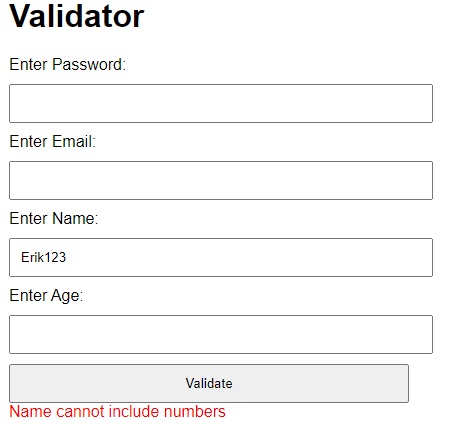 Validator
Enter Password:
Enter Email:
Enter Name:
Erik123
Enter Age:
Validate
Name cannot include numbers